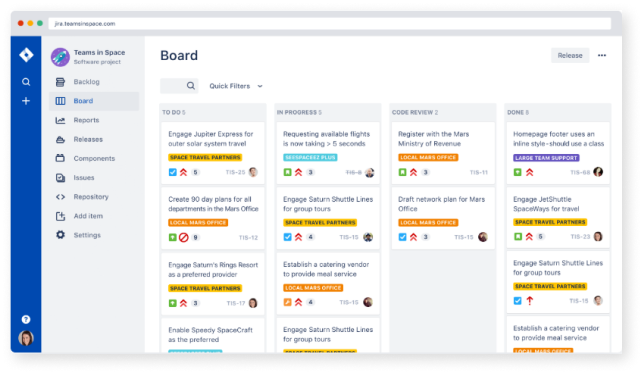 jira.teamsinspace.com
Teams in Space
Software project
Backlog
Board
Reports
Releases
Components
Issues
Repository
Add item
Settings
Board
Release
Quick Filters
TO DO 5
Engage Jupiter Express for
outer solar system travel
SPACE TRAVEL PARTNERS
5
TIS-25
Create 90 day plans for all
departments in the Mars Office
LOCAL MARS OFFICE
9
TIS-12
Engage Saturn's Rings Resort
as a preferred provider
SPACE TRAVEL PARTNERS
3
TIS-17
Enable Speedy SpaceCraft
as the preferred
IN PROGRESS 5
Requesting available flights
is now taking > 5 seconds
SEESPACEEZ PLUS
3
TIS-8
Engage Saturn Shuttle Lines
for group tours
SPACE TRAVEL PARTNERS
4
TIS-15
Establish a catering vendor
to provide meal service
LOCAL MARS OFFICE
4
TIS-15
Engage Saturn Shuttle Lines
for group tours
SPACE TRAVEL PARTNERS
CODE REVIEW 2
Register with the Mars
Ministry of Revenue
LOCAL MARS OFFICE
3
TIS-11
Draft network plan for Mars
Office
LOCAL MARS OFFICE
3
TIS-15
DONE 8
Homepage footer uses an
inline style-should use a class
LARGE TEAM SUPPORT
TIS-68
Engage JetShuttle
SpaceWays for travel
SPACE TRAVEL PARTNERS
5
TIS-23
Engage Saturn Shuttle Lines
for group tours
SPACE TRAVEL PARTNERS
TIS-15
Establish a catering vendor
to provide meal service
LOCAL MARS OFFICE